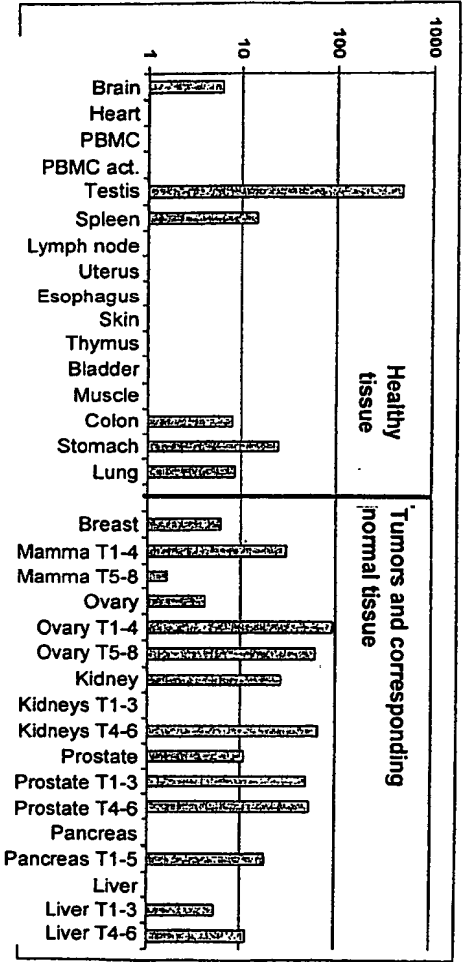 1
10
100
1000
Brain
Heart
PBMC
PBMC act.
Testis
Spleen
Lymph node
Uterus
Esophagus
Skin
Thymus
Bladder
Muscle
Colon
Stomach
Lung
Healthy
tissue
Breast
Mamma T1-4
Mamma T5-8
Ovary
Ovary T1-4
Ovary T5-8
Kidney
Kidneys T1-3
Kidneys T4-6
Prostate
Prostate T1-3
Prostate T4-6
Pancreas
Pancreas T1-5
Liver
Liver T1-3
Liver T4-6
Tumors and corresponding
normal tissue